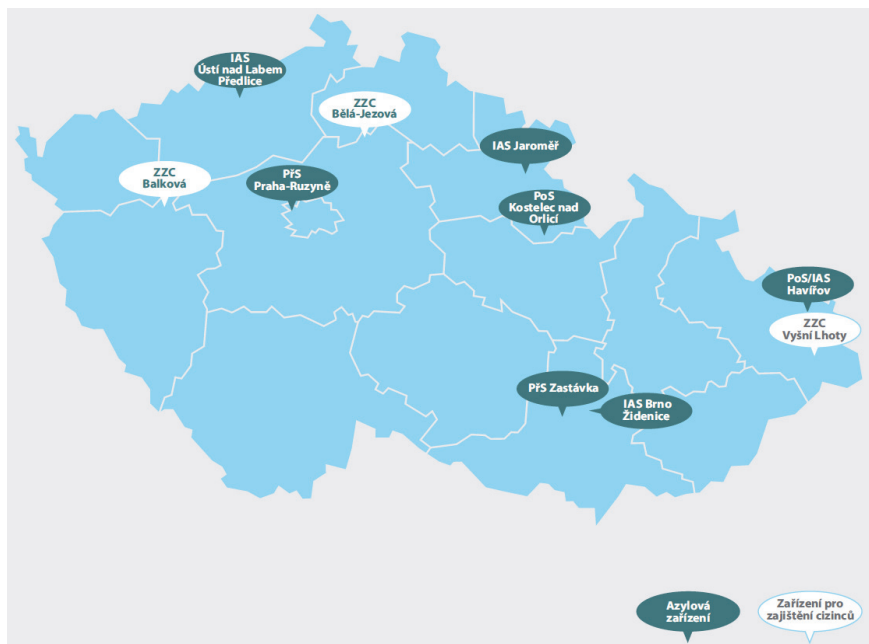 IAS
Ústí nad Labem
Předlice
ZZC
Bělá-Jezová
IAS Jaroměř
ZZC
Balková
PřS
Praha-Ruzyně
PoS
Kostelec nad
Orlicí
PoS/IAS
Havířov
ZZC
Vyšní Lhoty
PřS Zastávka
IAS Brno
Židenice
Azylová
zařízení
Zařízení pro
zajištění cizinců